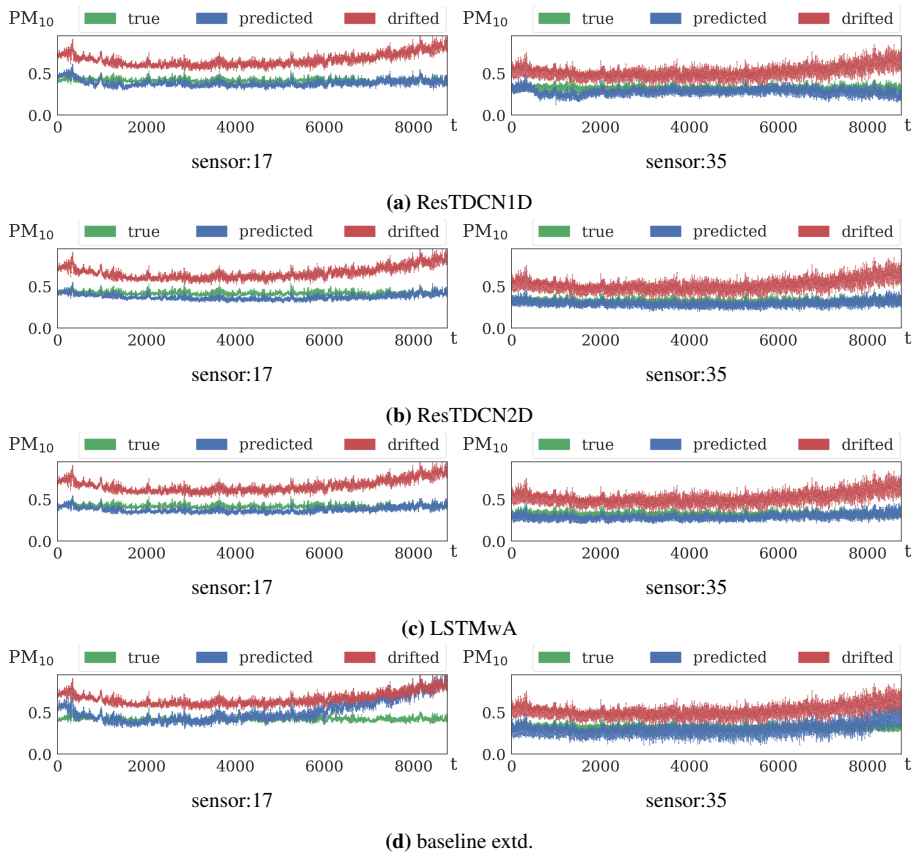 PM₁₀ true predicted drifted PM₁₀ true predicted drifted
0.5 0.5
0.0 0.0
0 2000 4000 6000 8000 t 0 2000 4000 6000 8000 t
sensor:17 sensor:35
(a) ResTDCN1D
PM₁₀ true predicted drifted PM₁₀ true predicted drifted
0.5 0.5
0.0 0.0
0 2000 4000 6000 8000 t 0 2000 4000 6000 8000 t
sensor:17 sensor:35
(b) ResTDCN2D
PM₁₀ true predicted drifted PM₁₀ true predicted drifted
0.5 0.5
0.0 0.0
0 2000 4000 6000 8000 t 0 2000 4000 6000 8000 t
sensor:17 sensor:35
(c) LSTMwA
PM₁₀ true predicted drifted PM₁₀ true predicted drifted
0.5 0.5
0.0 0.0
0 2000 4000 6000 8000 t 0 2000 4000 6000 8000 t
sensor:17 sensor:35
(d) baseline extd.